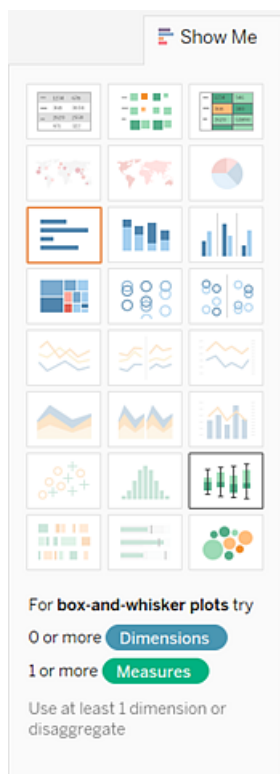 Show Me
For box-and-whisker plots try
0 or more Dimensions
1 or more Measures
Use at least 1 dimension or
disaggregate